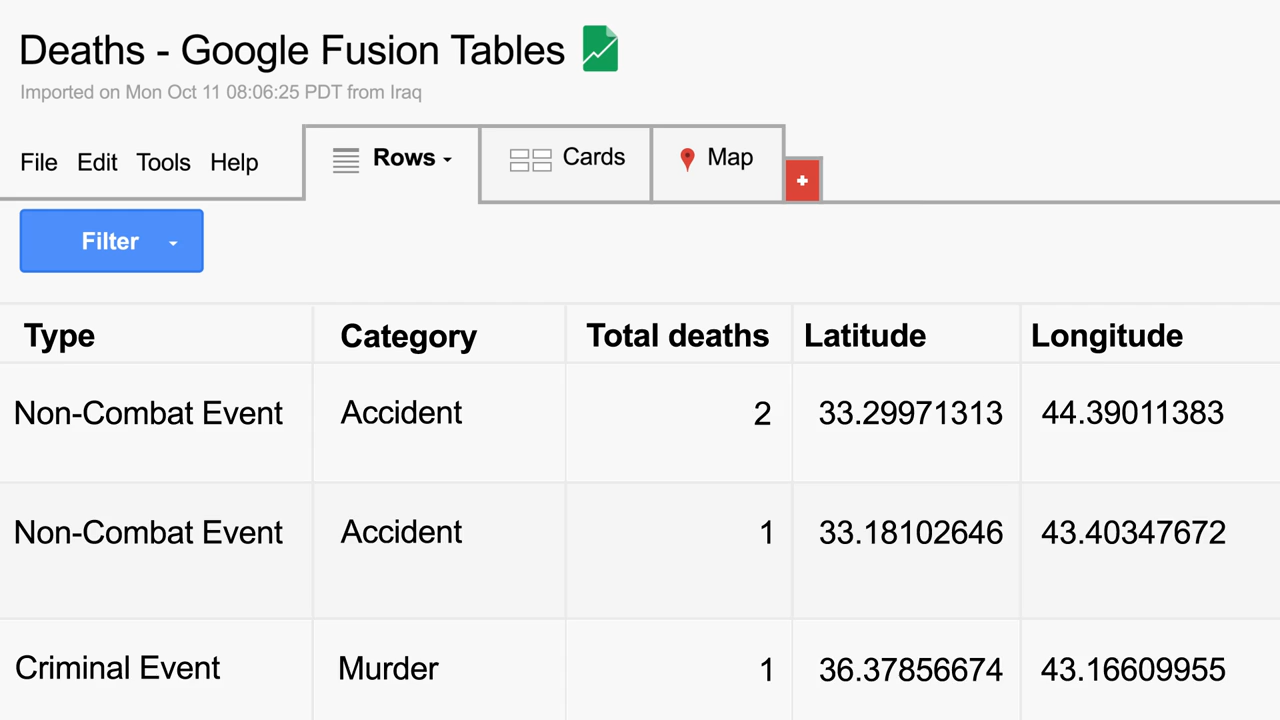 Deaths - Google Fusion Tables
Imported on Mon Oct 11 08:06:25 PDT from Iraq
File Edit Tools Help Rows Cards Map +
Filter
Type Category Total deaths Latitude Longitude
Non-Combat Event Accident 2 33.29971313 44.39011383
Non-Combat Event Accident 1 33.18102646 43.40347672
Criminal Event Murder 1 36.37856674 43.16609955